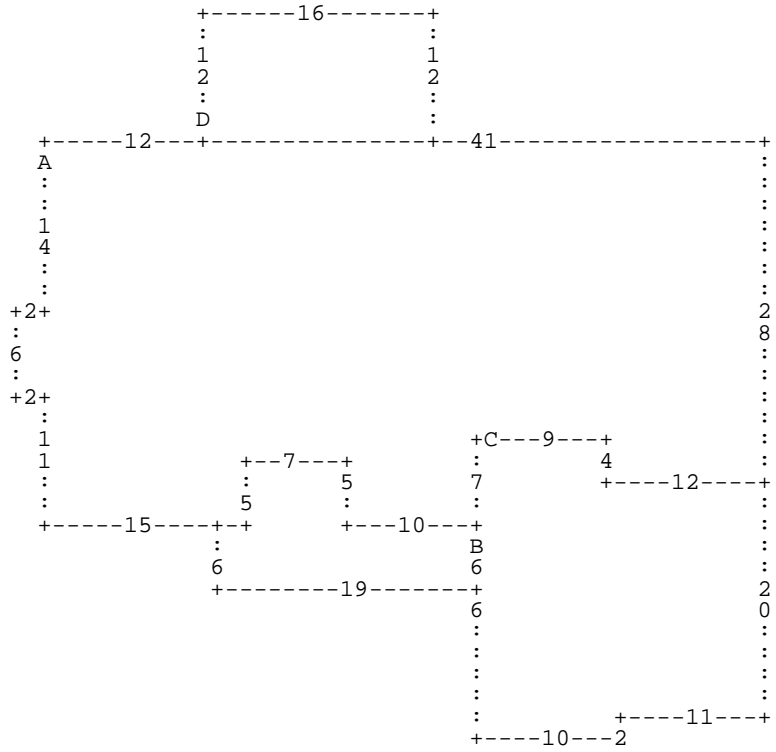 +------16-------+
:               :
1               1
2               2
:               :
D               :
+-----12---+---------------+--41------------------+
A                                                 :
:                                                 :
:                                                 :
1                                                 :
4                                                 :
:                                                 :
:                                                 :
+2+                                                 2
:                                                   8
6                                                   :
:                                                   :
+2+                                                 :
:                                                 :
1                             +C---9---+          :
1             +--7---+        :        4          :
:             :      5        7        +----12----+
:             5      :        :                   :
+-----15----+-+      +---10---+                   :
:                 B                   :
6                 6                   :
+--------19-------+                   2
6                   0
:                   :
:                   :
:                   :
:                   :
:         +----11---+
+----10---2